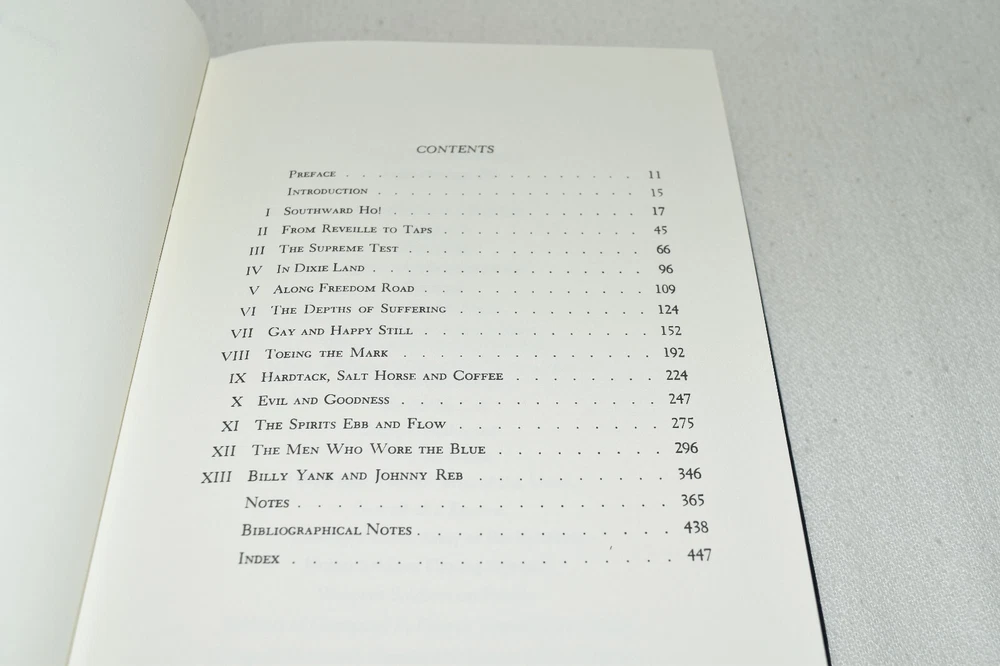 CONTENTS
Preface . . . . . . . . . . . . . . . . . . 11
Introduction . . . . . . . . . . . . . . . . 15
I Southward Ho! . . . . . . . . . . . . . . . 17
II From Reveille to Taps . . . . . . . . . . . . 45
III The Supreme Test . . . . . . . . . . . . . . 66
IV In Dixie Land . . . . . . . . . . . . . . . . 96
V Along Freedom Road . . . . . . . . . . . . . 109
VI The Depths of Suffering . . . . . . . . . . . 124
VII Gay and Happy Still . . . . . . . . . . . . . 152
VIII Toeing the Mark . . . . . . . . . . . . . . 192
IX Hardtack, Salt Horse and Coffee . . . . . . . . 224
X Evil and Goodness . . . . . . . . . . . . . . 247
XI The Spirits Ebb and Flow . . . . . . . . . . . 275
XII The Men Who Wore the Blue . . . . . . . . . 296
XIII Billy Yank and Johnny Reb . . . . . . . . . . 346
Notes . . . . . . . . . . . . . . . . . . 365
Bibliographical Notes . . . . . . . . . . . . 438
Index . . . . . . . . . . . . . . . . . . 447